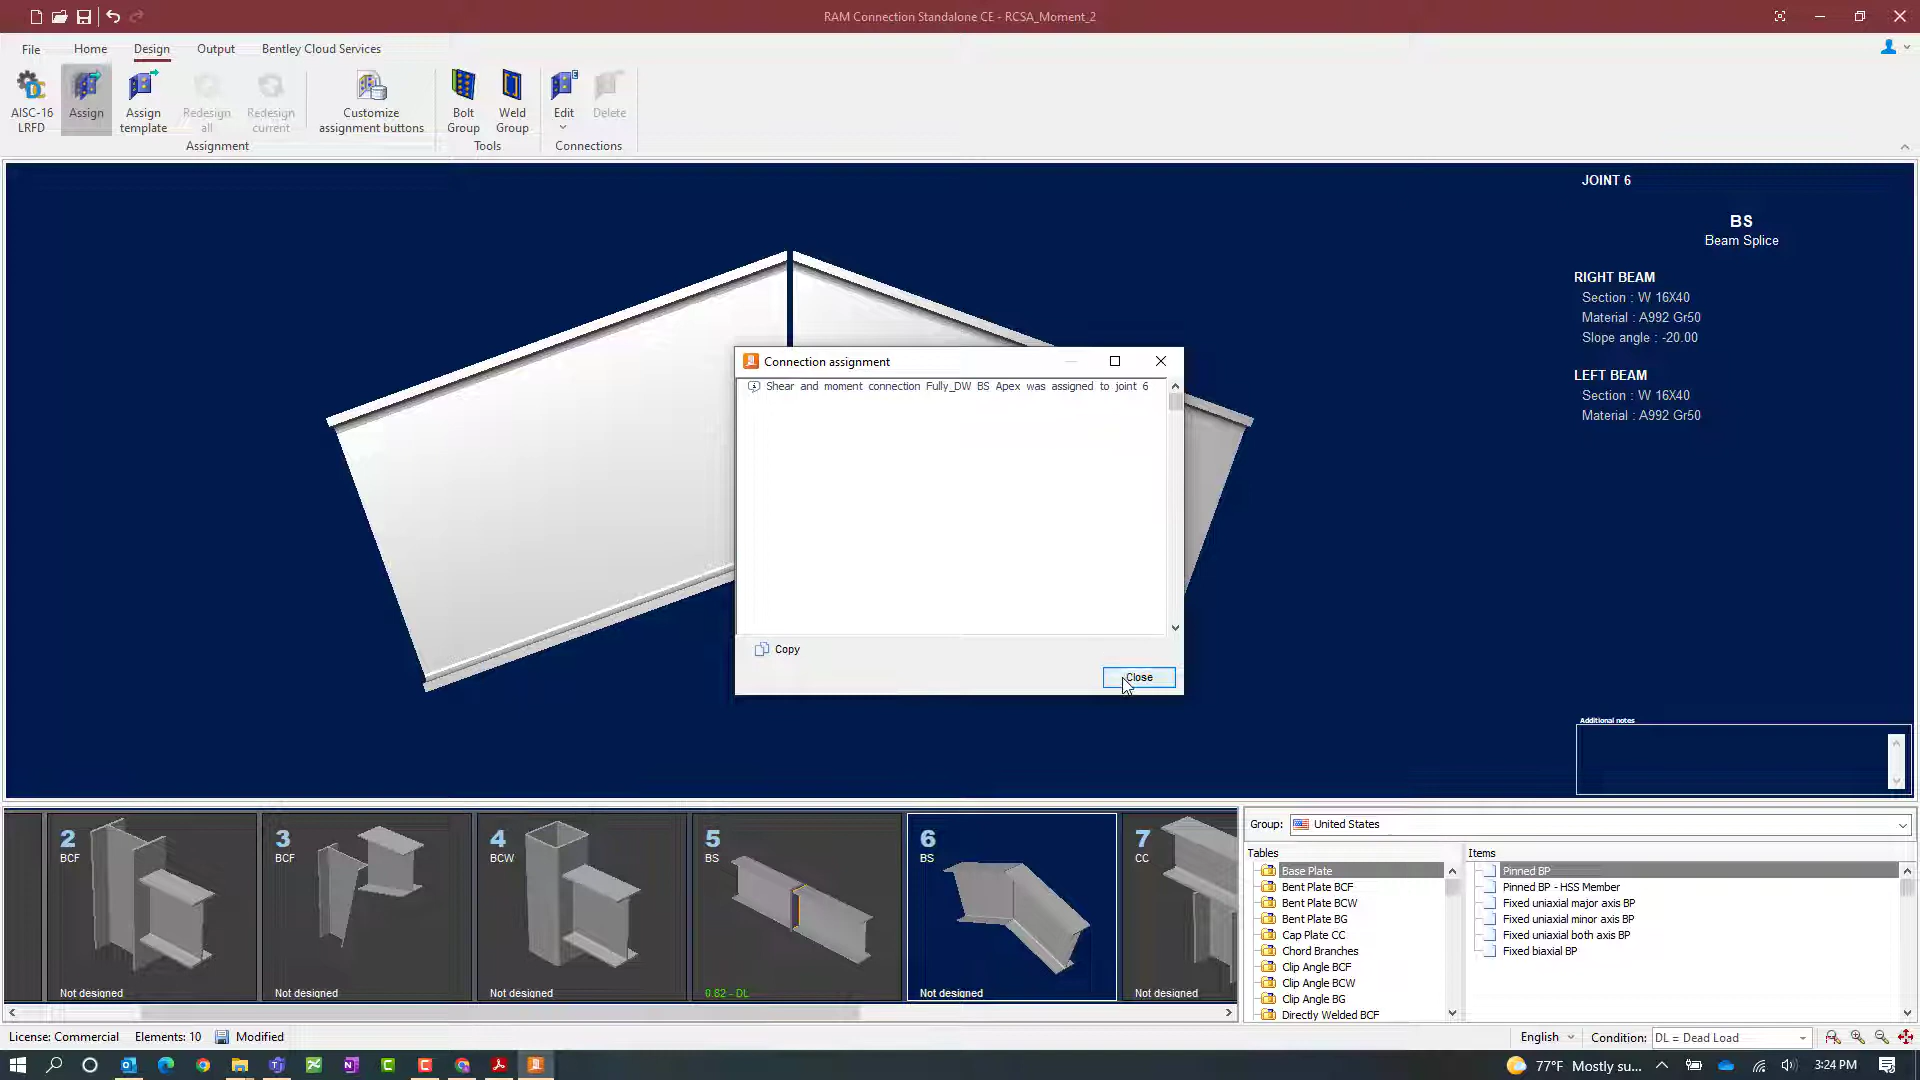 RAM Connection Standalone CE - RCSA_Moment_2
File
Home
Design
Output
Bentley Cloud Services
AISC-16
LRFD
Assign
Assign
template
Redesign
all
Redesign
current
Customize
assignment buttons
Bolt
Group
Weld
Group
Edit
Delete
Assignment
Tools
Connections
JOINT 6
BS
Beam Splice
RIGHT BEAM
Section : W 16X40
Material : A992 Gr50
Slope angle : -20.00
LEFT BEAM
Section : W 16X40
Material : A992 Gr50
Connection assignment
Shear and moment connection Fully_DW BS Apex was assigned to joint 6
Copy
Close
Additional notes
2
BCF
Not designed
3
BCF
Not designed
4
BCW
Not designed
5
BS
0.82 - DL
6
BS
Not designed
7
CC
Not designed
Group:
United States
Tables
Base Plate
Bent Plate BCF
Bent Plate BCW
Bent Plate BG
Cap Plate CC
Chord Branches
Clip Angle BCF
Clip Angle BCW
Clip Angle BG
Directly Welded BCF
Items
Pinned BP
Pinned BP - HSS Member
Fixed uniaxial major axis BP
Fixed uniaxial minor axis BP
Fixed uniaxial both axis BP
Fixed biaxial BP
License: Commercial
Elements: 10
Modified
English
Condition:
DL = Dead Load
77°F Mostly su...
3:24 PM